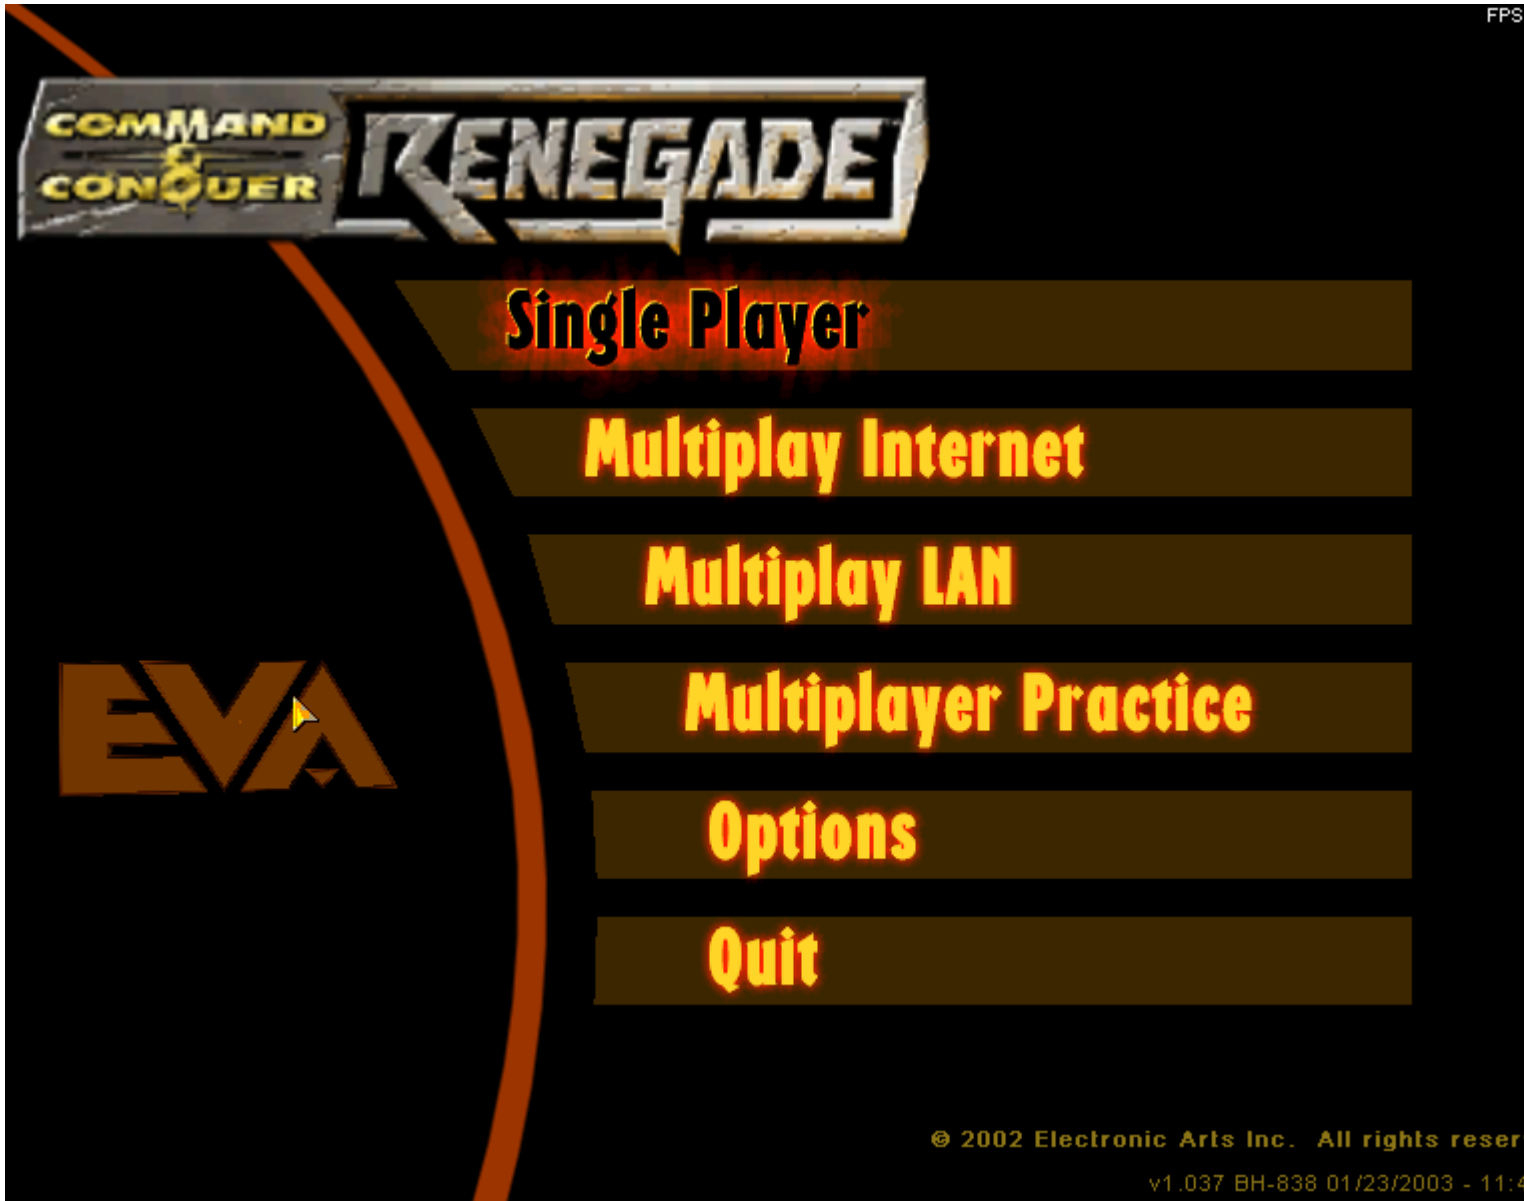 FPS
COMMAND
&
CONQUER
RENEGADE
Single Player
Multiplay Internet
Multiplay LAN
Multiplayer Practice
EVA
Options
Quit
© 2002 Electronic Arts Inc. All rights reser
v1.037 BH-838 01/23/2003 - 11:4